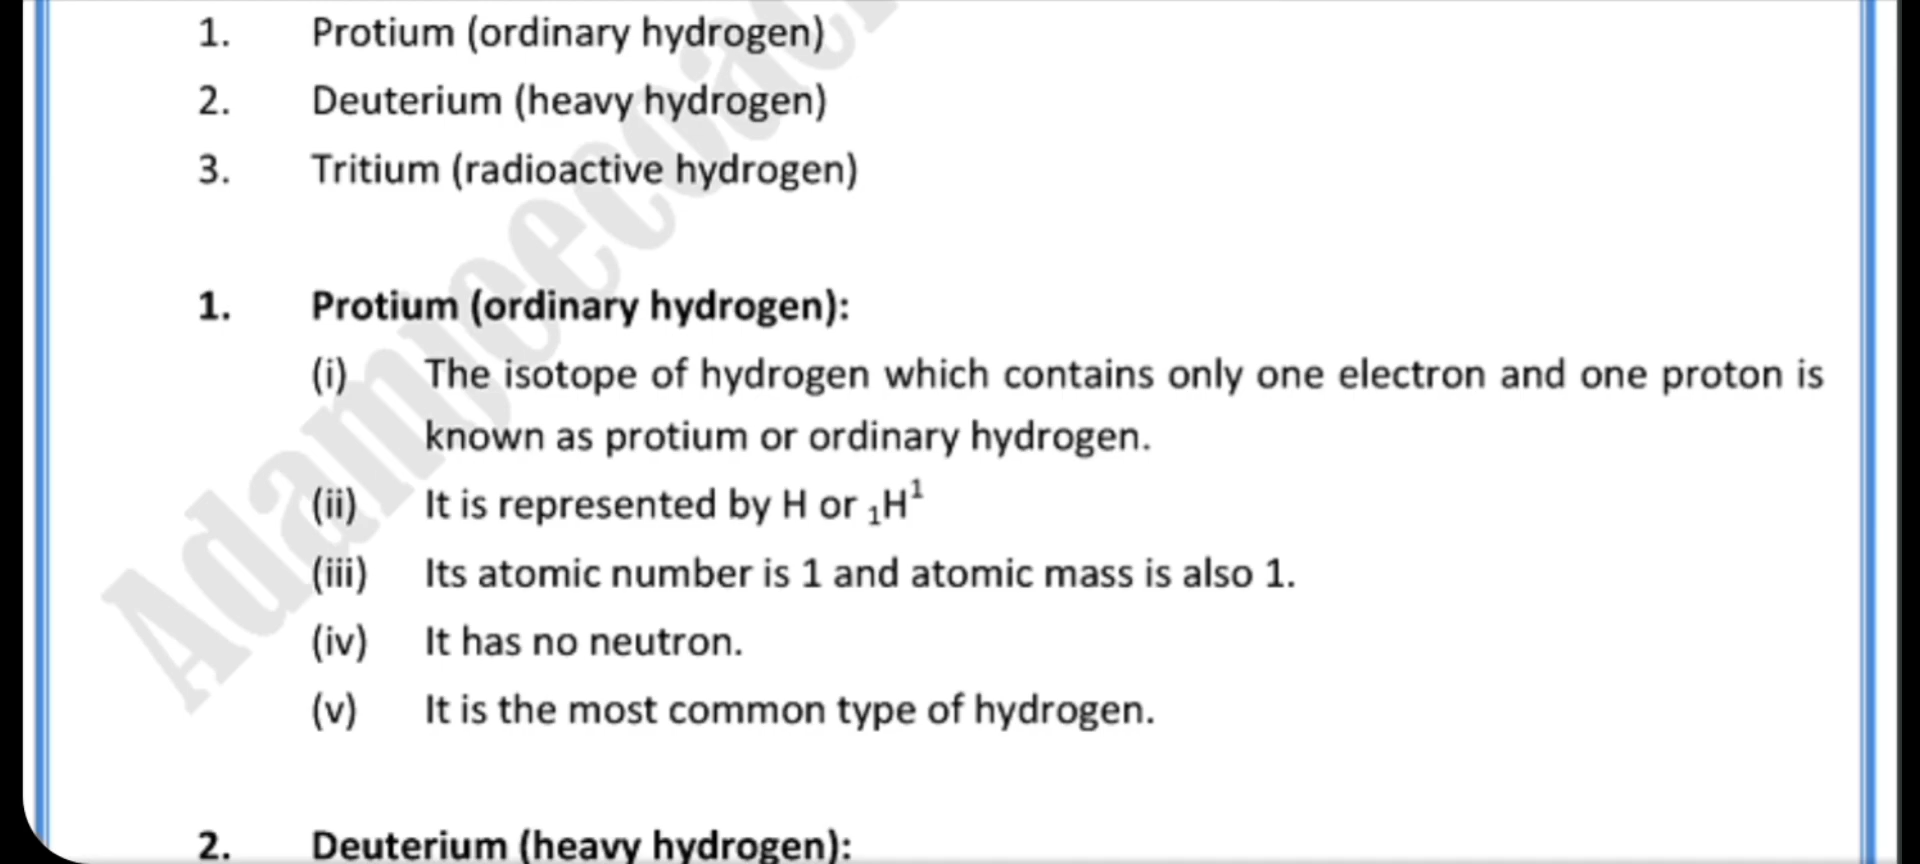 1. Protium (ordinary hydrogen)
2. Deuterium (heavy hydrogen)
3. Tritium (radioactive hydrogen)
1. Protium (ordinary hydrogen):
(i) The isotope of hydrogen which contains only one electron and one proton is
known as protium or ordinary hydrogen.
(ii) It is represented by H or ₁H¹
(iii) Its atomic number is 1 and atomic mass is also 1.
(iv) It has no neutron.
(v) It is the most common type of hydrogen.
2. Deuterium (heavy hydrogen):